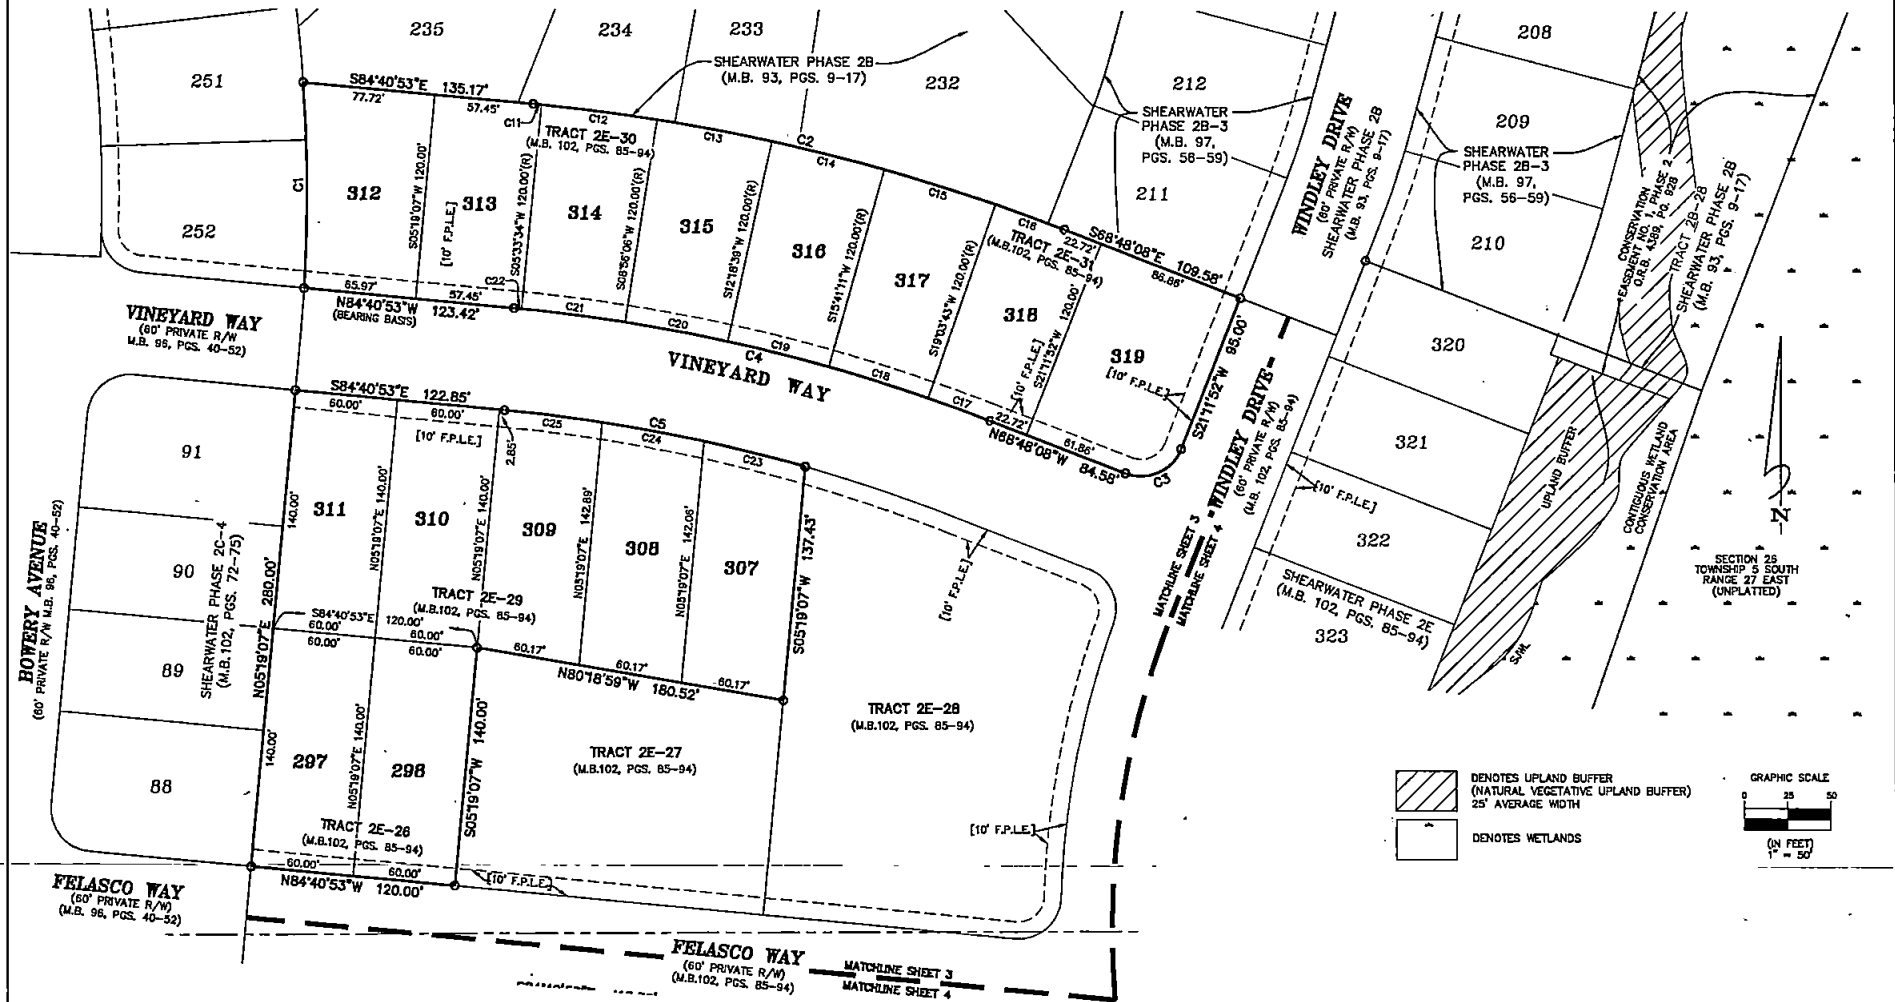 235
234
233
232
251
252
S84°40'53"E 135.17'
77.72'
57.45'
C11
C12
C13
C2
C14
C15
C16
C1
SHEARWATER PHASE 2B
(M.B. 93, PGS. 9-17)
TRACT 2E-30
(M.B. 102, PGS. 85-94)
312
313
314
315
316
317
318
319
S05°19'07"W 120.00'
[10' F.P.L.E.]
S05°33'34"W 120.00'(R)
S08°56'06"W 120.00'(R)
S12°18'39"W 120.00'(R)
S15°41'11"W 120.00'(R)
S19°03'43"W 120.00'(R)
[10' F.P.L.E.]
S21°11'52"W 120.00'
TRACT 2E-31
(M.B.102, PGS. 85-94)
S68°48'08"E 109.58'
22.72'
86.86'
[10' F.P.L.E.]
S21°11'52"W 95.00'
65.97'
57.45'
C22
C21
C20
C19
C4
C18
C17
22.72'
61.86'
N68°48'08"W 84.58'
C3
N84°40'53"W 123.42'
(BEARING BASIS)
VINEYARD WAY
(60' PRIVATE R/W
M.B. 96, PGS. 40-52)
VINEYARD WAY
212
211
SHEARWATER
PHASE 2B-3
(M.B. 97,
PGS. 56-59)
WINDLEY DRIVE
(60' PRIVATE R/W)
SHEARWATER PHASE 2B
(M.B. 93, PGS. 9-17)
208
209
210
SHEARWATER
PHASE 2B-3
(M.B. 97,
PGS. 56-59)
CONSERVATION
EASEMENT NO. 1, PHASE 2
O.R.B. 4389, PG. 928
TRACT 2B-28
SHEARWATER PHASE 2B
(M.B. 93, PGS. 9-17)
320
321
322
323
[10' F.P.L.E.]
SHEARWATER PHASE 2E
(M.B. 102, PGS. 85-94)
UPLAND BUFFER
CONTIGUOUS WETLAND
CONSERVATION AREA
S.J.W.L.
N
SECTION 26
TOWNSHIP 5 SOUTH
RANGE 27 EAST
(UNPLATTED)
WINDLEY DRIVE
(60' PRIVATE R/W)
(M.B. 102, PGS. 85-94)
MATCHLINE SHEET 3
MATCHLINE SHEET 4
S84°40'53"E 122.85'
60.00'
60.00'
2.85'
[10' F.P.L.E.]
C25
C5
C24
C23
91
90
89
88
BOWERY AVENUE
(60' PRIVATE R/W M.B. 96, PGS. 40-52)
SHEARWATER PHASE 2C-4
(M.B. 102, PGS. 72-75)
N05°19'07"E 280.00'
140.00'
140.00'
311
310
309
308
307
N05°19'07"E 140.00'
N05°19'07"E 140.00'
N05°19'07"E 142.89'
N05°19'07"E 142.06'
S05°19'07"W 137.43'
TRACT 2E-29
(M.B.102, PGS. 85-94)
S84°40'53"E 120.00'
60.00'
60.00'
60.00'
60.00'
60.17'
60.17'
60.17'
N80°18'59"W 180.52'
297
298
N05°19'07"E 140.00'
S05°19'07"W 140.00'
TRACT 2E-26
(M.B.102, PGS. 85-94)
60.00'
60.00'
N84°40'53"W 120.00'
[10' F.P.L.E.]
TRACT 2E-27
(M.B.102, PGS. 85-94)
TRACT 2E-28
(M.B.102, PGS. 85-94)
[10' F.P.L.E.]
[10' F.P.L.E.]
FELASCO WAY
(60' PRIVATE R/W)
(M.B. 96, PGS. 40-52)
FELASCO WAY
(60' PRIVATE R/W)
(M.B.102, PGS. 85-94)
MATCHLINE SHEET 3
MATCHLINE SHEET 4
DENOTES UPLAND BUFFER
(NATURAL VEGETATIVE UPLAND BUFFER)
25' AVERAGE WIDTH
DENOTES WETLANDS
GRAPHIC SCALE
0 25 50
(IN FEET)
1" = 50'